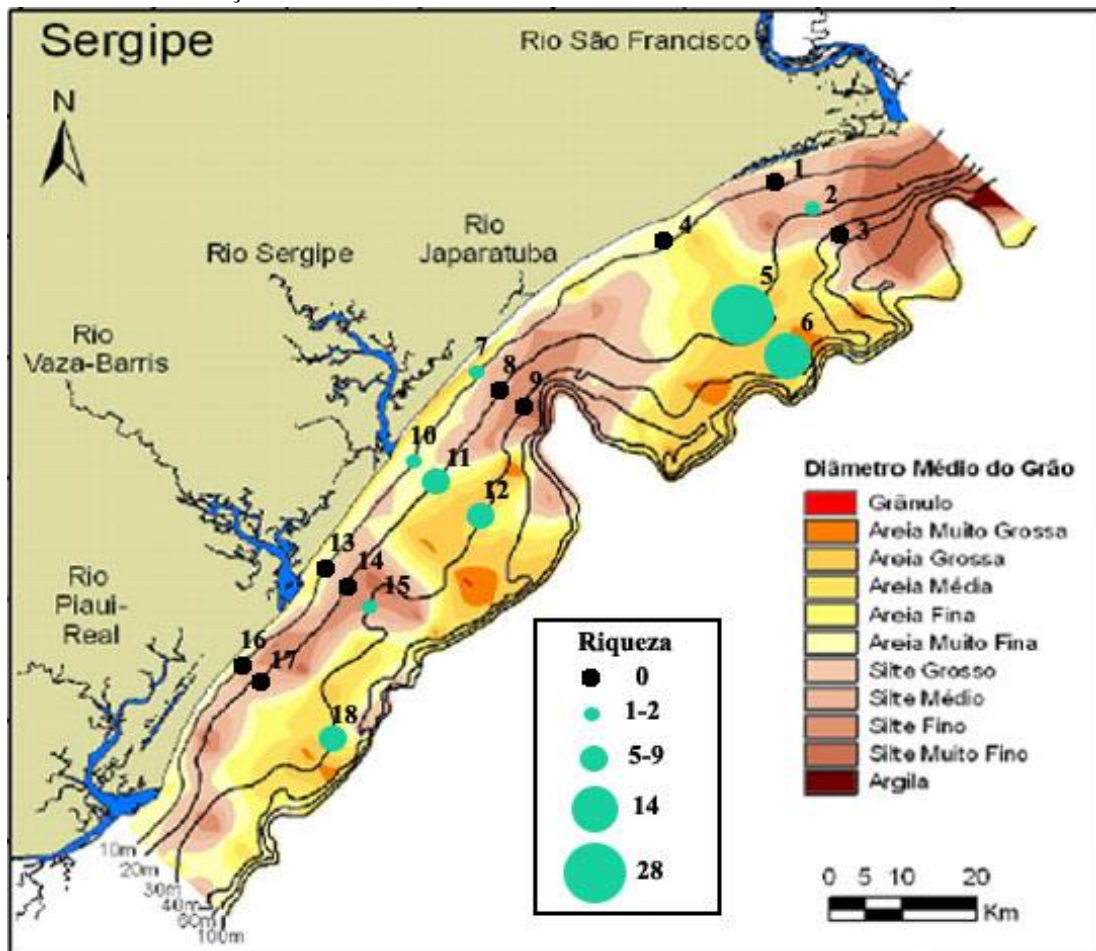 Sergipe
Rio São Francisco
N
Rio
Japaratuba
Rio Sergipe
Rio
Vaza-Barris
Rio
Piaui-
Real
1
2
3
4
5
6
7
8
9
10
11
12
13
14
15
16
17
18
10m
20m
30m
40m
60m
100m
Riqueza
0
1-2
5-9
14
28
Diâmetro Médio do Grão
Grânulo
Areia Muito Grossa
Areia Grossa
Areia Média
Areia Fina
Areia Muito Fina
Silte Grosso
Silte Médio
Silte Fino
Silte Muito Fino
Argila
0 5 10 20
Km